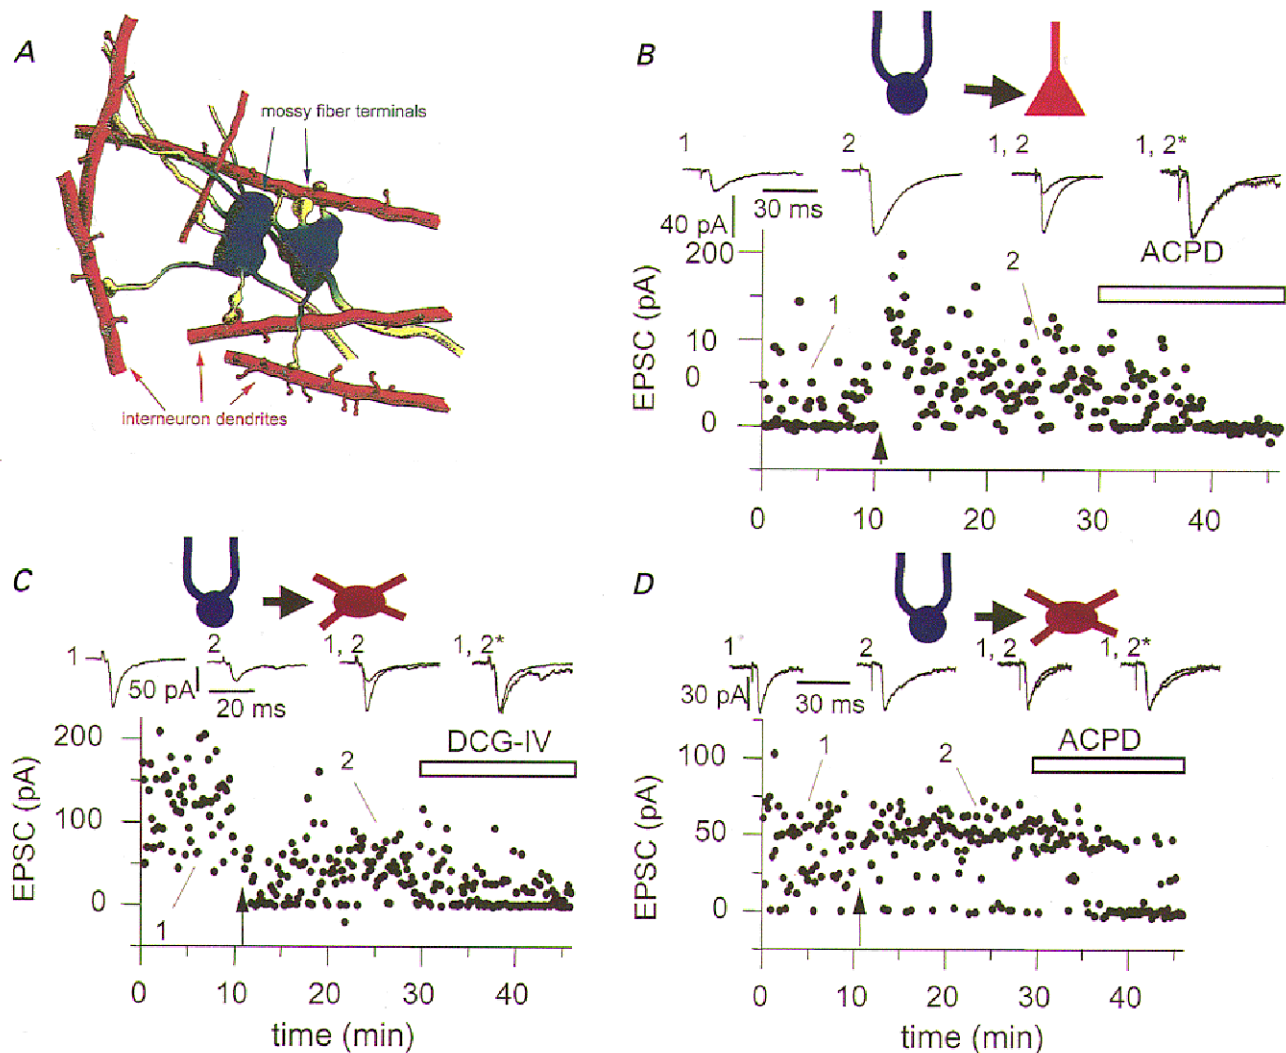 A
mossy fiber terminals
interneuron dendrites
B
1
2
1, 2
1, 2*
40 pA
30 ms
ACPD
1
2
EPSC (pA)
200
10
0
0
0
10
20
30
40
C
1
2
1, 2
1, 2*
50 pA
20 ms
DCG-IV
1
2
EPSC (pA)
200
100
0
0
10
20
30
40
time (min)
D
1
2
1, 2
1, 2*
30 pA
30 ms
ACPD
1
2
EPSC (pA)
100
50
0
0
10
20
30
40
time (min)